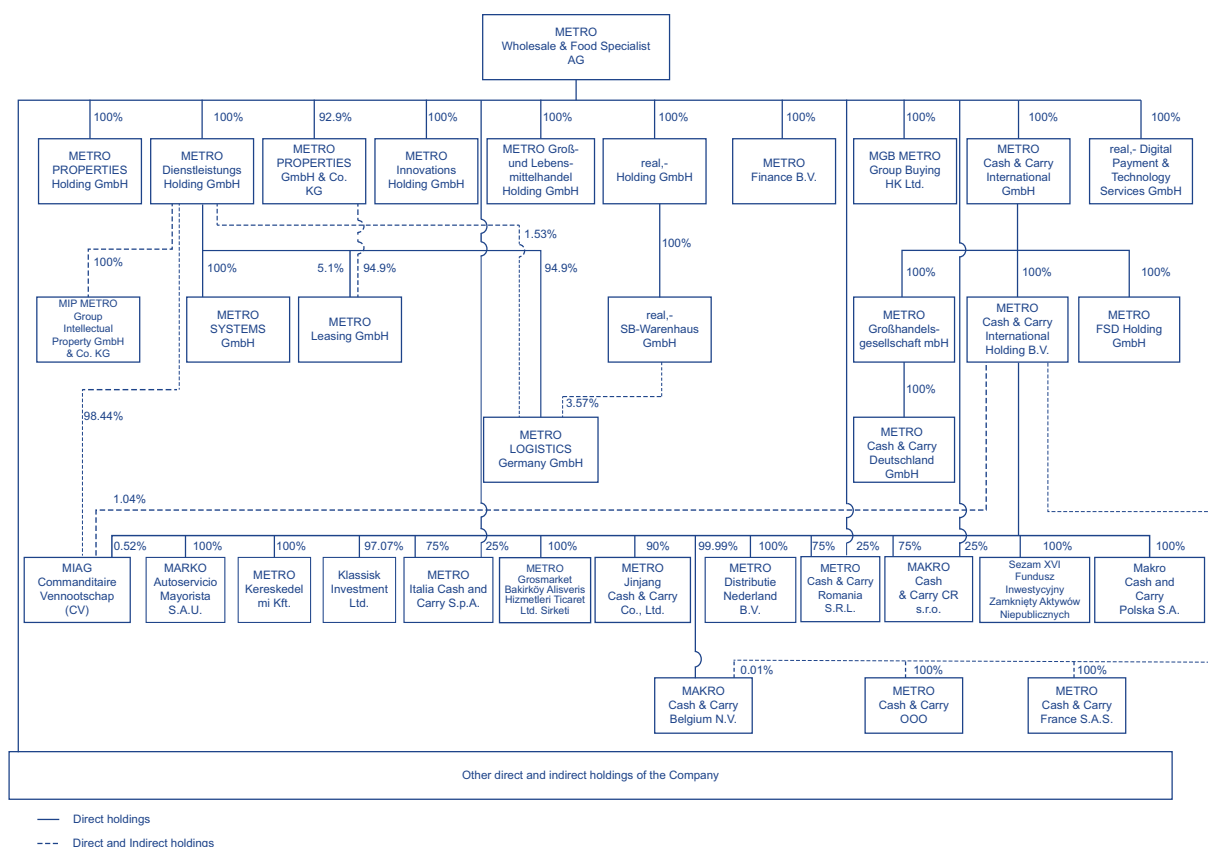 METRO
Wholesale & Food Specialist
AG
100%
100%
92.9%
100%
100%
100%
100%
100%
100%
100%
METRO
PROPERTIES
Holding GmbH
METRO
Dienstleistungs
Holding GmbH
METRO
PROPERTIES
GmbH & Co.
KG
METRO
Innovations
Holding GmbH
METRO Groß-
und Lebens-
mittelhandel
Holding GmbH
real,-
Holding GmbH
METRO
Finance B.V.
MGB METRO
Group Buying
HK Ltd.
METRO
Cash & Carry
International
GmbH
real,- Digital
Payment &
Technology
Services GmbH
1.53%
100%
100%
100%
5.1%
94.9%
94.9%
100%
100%
100%
MIP METRO
Group
Intellectual
Property GmbH
& Co. KG
METRO
SYSTEMS
GmbH
METRO
Leasing GmbH
real,-
SB-Warenhaus
GmbH
METRO
Großhandels-
gesellschaft mbH
METRO
Cash & Carry
International
Holding B.V.
METRO
FSD Holding
GmbH
98.44%
3.57%
100%
METRO
LOGISTICS
Germany GmbH
METRO
Cash & Carry
Deutschland
GmbH
1.04%
0.52%
100%
100%
97.07%
75%
25%
100%
90%
99.99%
100%
75%
25%
75%
25%
100%
100%
MIAG
Commanditaire
Vennootschap
(CV)
MARKO
Autoservicio
Mayorista
S.A.U.
METRO
Kereskedel
mi Kft.
Klassisk
Investment
Ltd.
METRO
Italia Cash and
Carry S.p.A.
METRO
Grosmarket
Bakirköy Alisveris
Hizmetleri Ticaret
Ltd. Sirketi
METRO
Jinjang
Cash & Carry
Co., Ltd.
METRO
Distributie
Nederland
B.V.
METRO
Cash & Carry
Romania
S.R.L.
MAKRO
Cash
& Carry CR
s.r.o.
Sezam XVI
Fundusz
Inwestycyjny
Zamknięty Aktywów
Niepublicznych
Makro
Cash and
Carry
Polska S.A.
0.01%
100%
100%
MAKRO
Cash & Carry
Belgium N.V.
METRO
Cash & Carry
OOO
METRO
Cash & Carry
France S.A.S.
Other direct and indirect holdings of the Company
Direct holdings
Direct and Indirect holdings